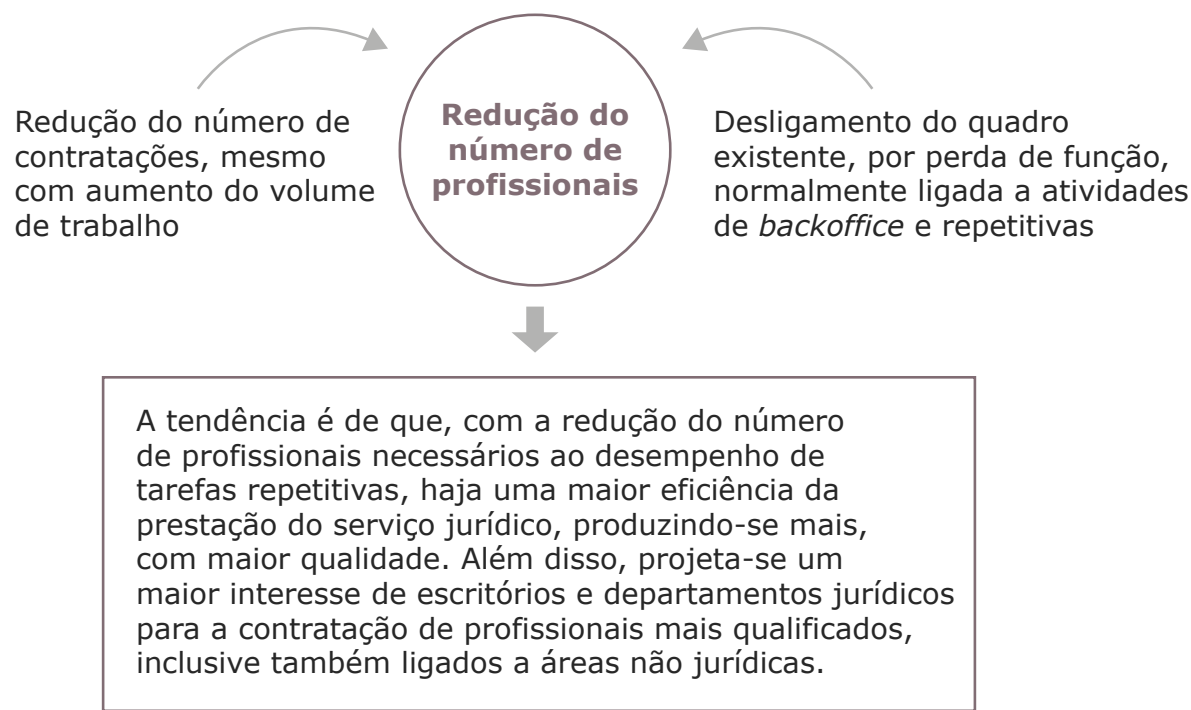 Redução do número de
contratações, mesmo
com aumento do volume
de trabalho
Redução do
número de
profissionais
Desligamento do quadro
existente, por perda de função,
normalmente ligada a atividades
de backoffice e repetitivas
A tendência é de que, com a redução do número
de profissionais necessários ao desempenho de
tarefas repetitivas, haja uma maior eficiência da
prestação do serviço jurídico, produzindo-se mais,
com maior qualidade. Além disso, projeta-se um
maior interesse de escritórios e departamentos jurídicos
para a contratação de profissionais mais qualificados,
inclusive também ligados a áreas não jurídicas.